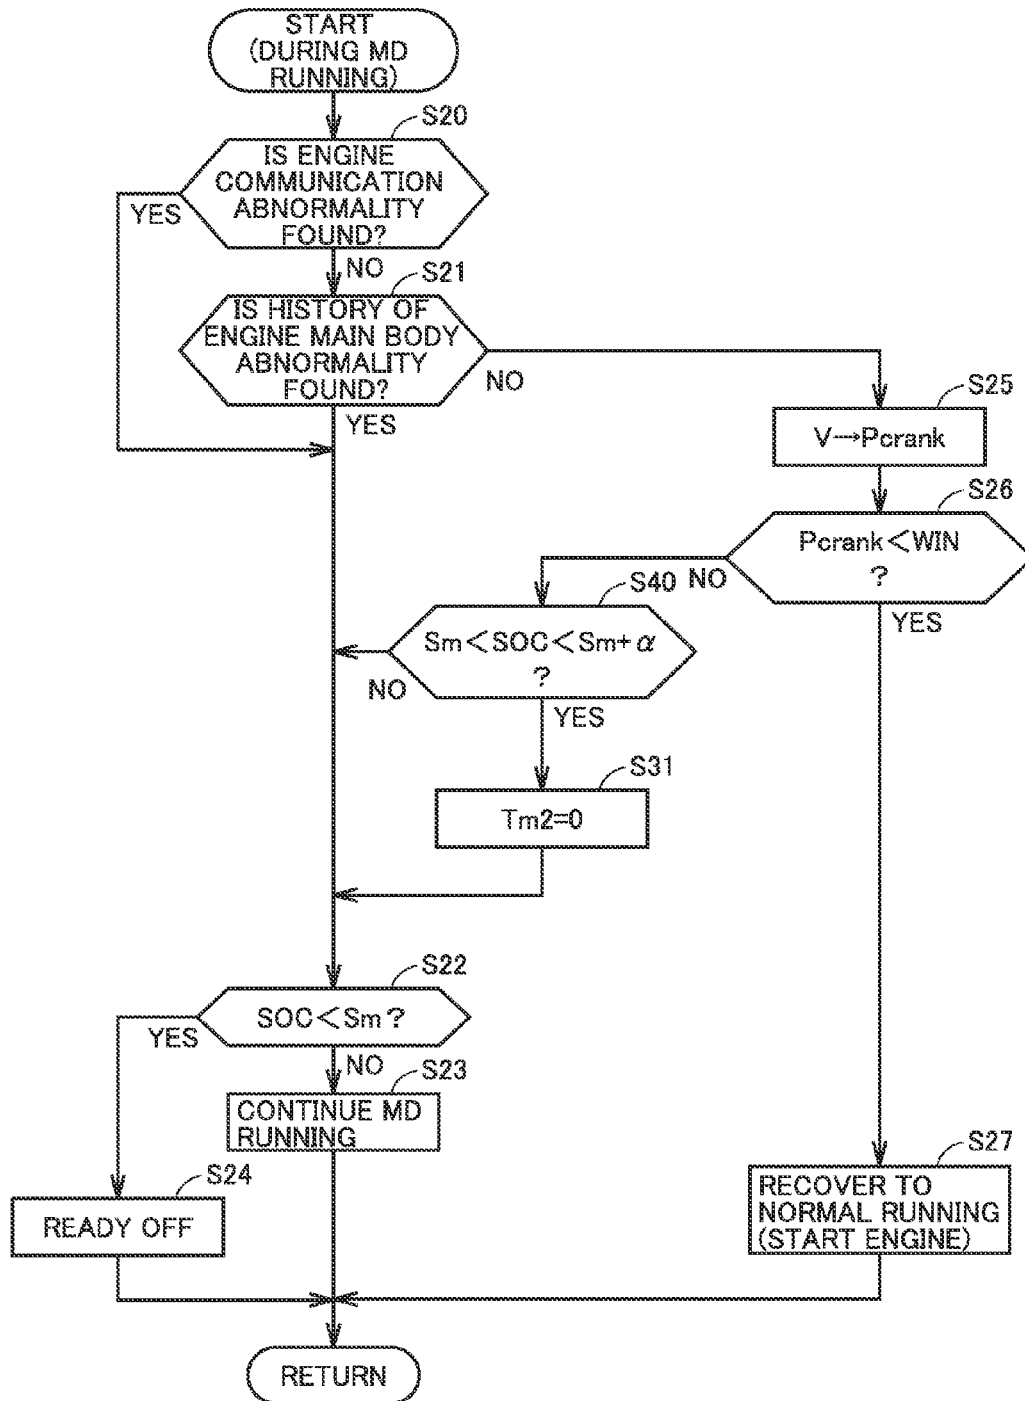 START
(DURING MD
RUNNING)
S20
IS ENGINE
COMMUNICATION
ABNORMALITY
FOUND?
YES
NO
S21
IS HISTORY OF
ENGINE MAIN BODY
ABNORMALITY
FOUND?
NO
YES
S25
V→Pcrank
S26
Pcrank<WIN
?
NO
YES
S40
Sm<SOC<Sm+α
?
NO
YES
S31
Tm2=0
S22
SOC<Sm?
YES
NO
S23
CONTINUE MD
RUNNING
S24
READY OFF
S27
RECOVER TO
NORMAL RUNNING
(START ENGINE)
RETURN